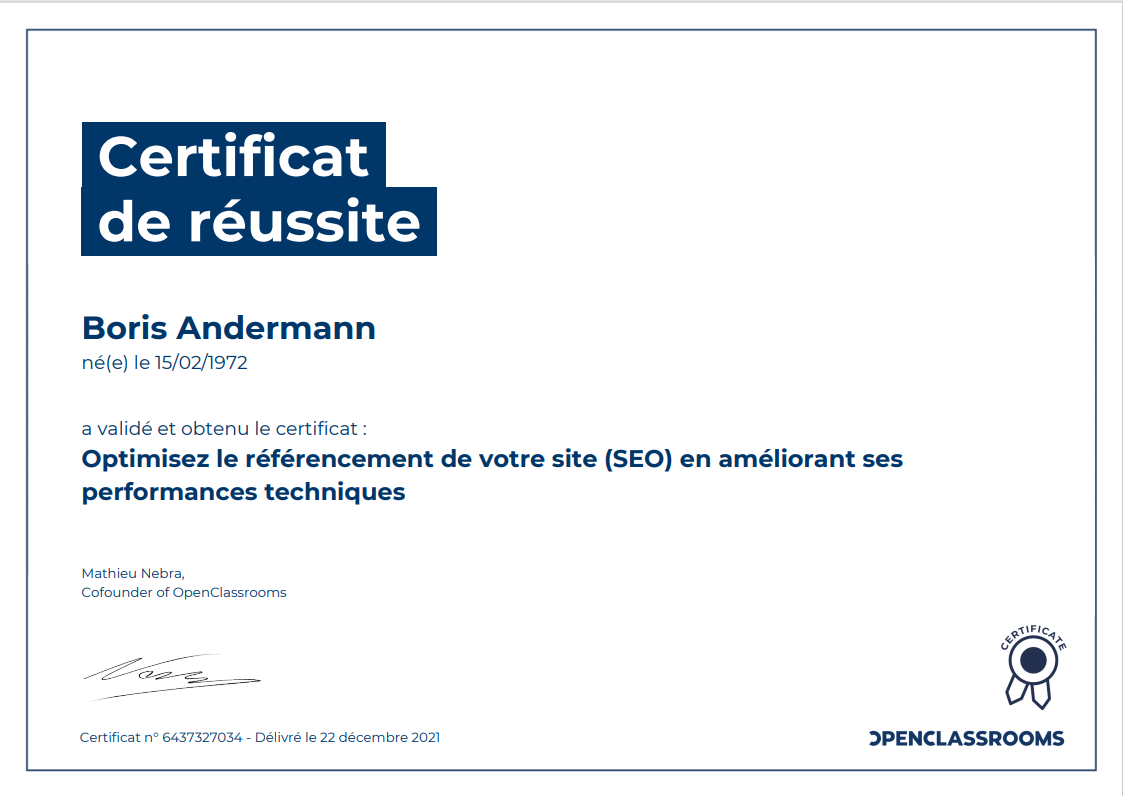 Certificat
de réussite
Boris Andermann
né(e) le 15/02/1972
a validé et obtenu le certificat :
Optimisez le référencement de votre site (SEO) en améliorant ses
performances techniques
Mathieu Nebra,
Cofounder of OpenClassrooms
CERTIFICATE
Certificat n° 6437327034 - Délivré le 22 décembre 2021
OPENCLASSROOMS